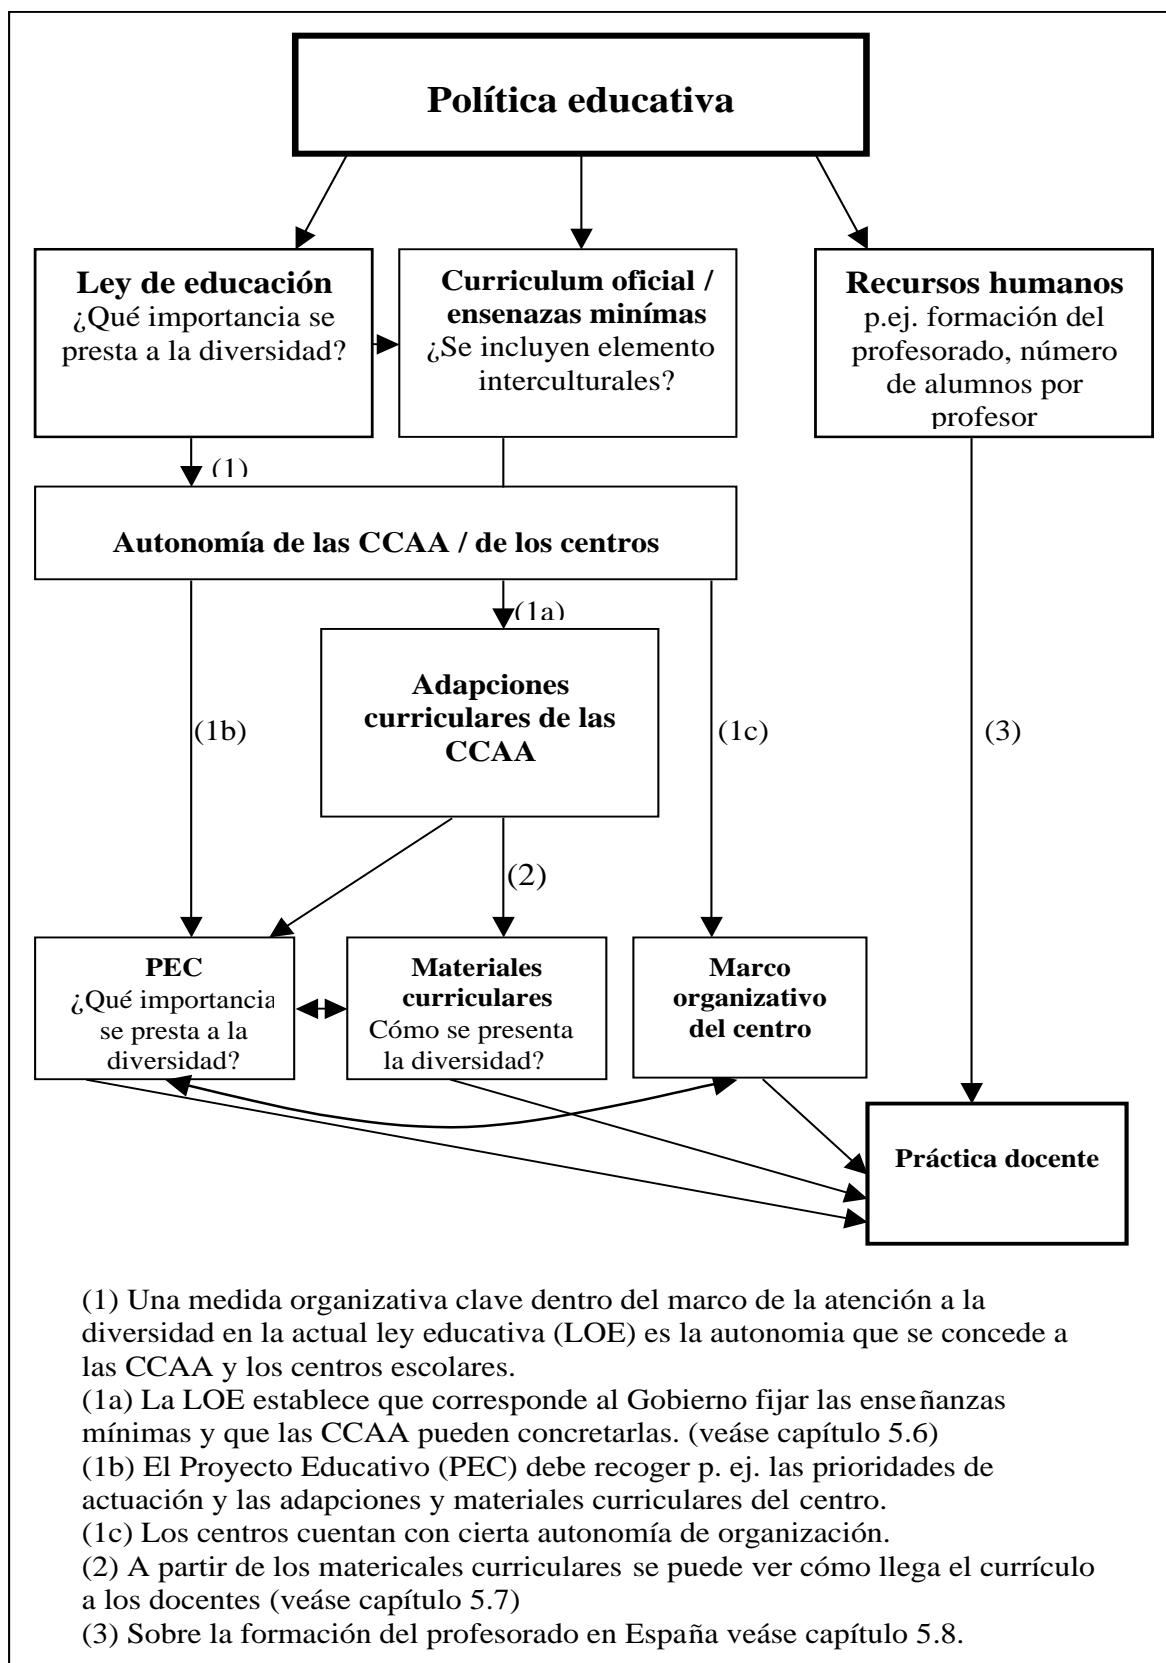 Política educativa
Ley de educación
¿Qué importancia se
presta a la diversidad?
Curriculum oficial /
ensenazas minímas
¿Se incluyen elemento
interculturales?
Recursos humanos
p.ej. formación del
profesorado, número
de alumnos por
profesor
(1)
Autonomía de las CCAA / de los centros
(1a)
Adapciones
curriculares de las
CCAA
(1b)
(1c)
(3)
(2)
PEC
¿Qué importancia
se presta a la
diversidad?
Materiales
curriculares
Cómo se presenta
la diversidad?
Marco
organizativo
del centro
Práctica docente
(1) Una medida organizativa clave dentro del marco de la atención a la
diversidad en la actual ley educativa (LOE) es la autonomia que se concede a
las CCAA y los centros escolares.
(1a) La LOE establece que corresponde al Gobierno fijar las enseñanzas
mínimas y que las CCAA pueden concretarlas. (veáse capítulo 5.6)
(1b) El Proyecto Educativo (PEC) debe recoger p. ej. las prioridades de
actuación y las adapciones y materiales curriculares del centro.
(1c) Los centros cuentan con cierta autonomía de organización.
(2) A partir de los matericales curriculares se puede ver cómo llega el currículo
a los docentes (veáse capítulo 5.7)
(3) Sobre la formación del profesorado en España veáse capítulo 5.8.